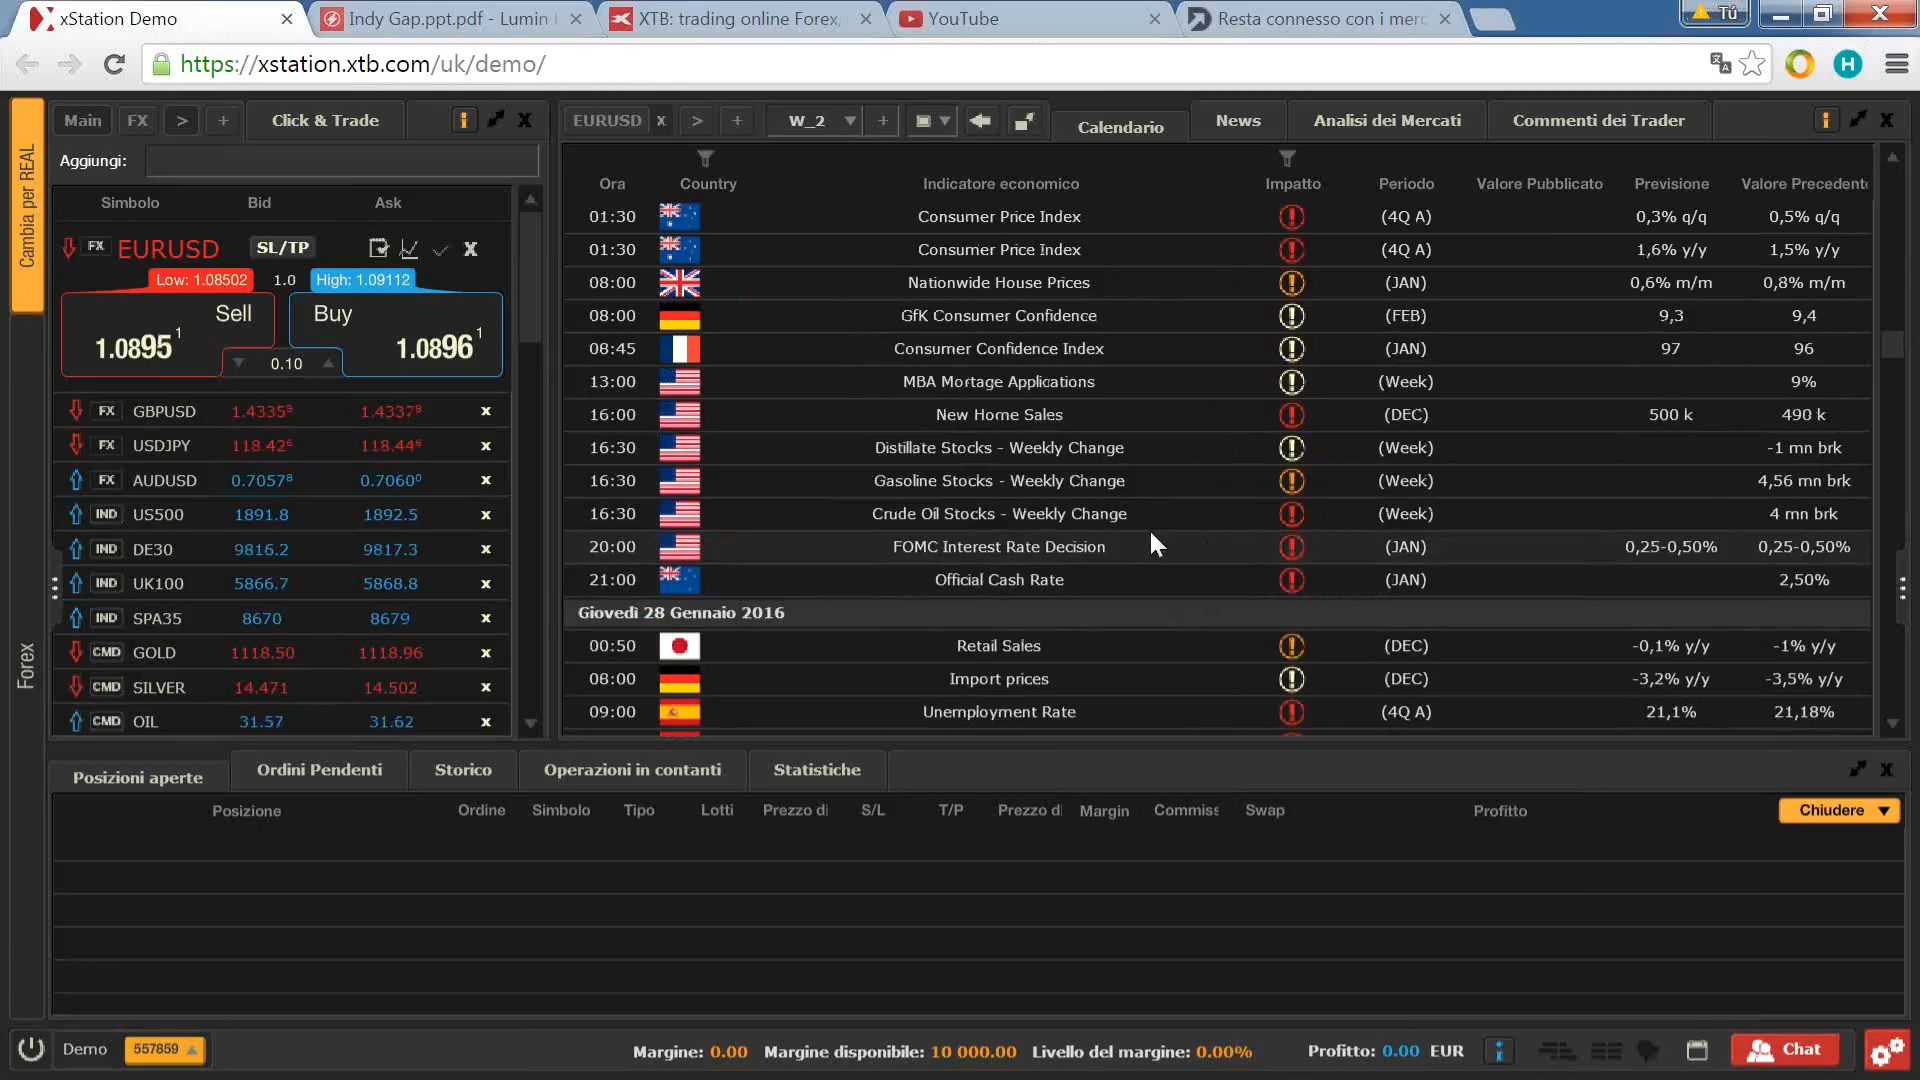 xStation Demo
Indy Gap.ppt.pdf - Lumin
XTB: trading online Forex,
YouTube
Resta connesso con i merc
Tú
https://xstation.xtb.com/uk/demo/
Cambia per REAL
Forex
Main FX > + Click & Trade
Aggiungi:
Simbolo Bid Ask
FX EURUSD SL/TP
Low: 1.08502 1.0 High: 1.09112
Sell Buy
1.0895 1 1.0896 1
0.10
FX GBPUSD 1.4335 1.4337 x
FX USDJPY 118.42 118.44 x
FX AUDUSD 0.7057⁸ 0.7060⁰ x
IND US500 1891.8 1892.5 x
IND DE30 9816.2 9817.3 x
IND UK100 5866.7 5868.8 x
IND SPA35 8670 8679 x
CMD GOLD 1118.50 1118.96 x
CMD SILVER 14.471 14.502 x
CMD OIL 31.57 31.62 x
EURUSD x > + W_2 + Calendario News Analisi dei Mercati Commenti dei Trader
Ora Country Indicatore economico Impatto Periodo Valore Pubblicato Previsione Valore Precedente
01:30 Consumer Price Index (4Q A) 0,3% q/q 0,5% q/q
01:30 Consumer Price Index (4Q A) 1,6% y/y 1,5% y/y
08:00 Nationwide House Prices (JAN) 0,6% m/m 0,8% m/m
08:00 GfK Consumer Confidence (FEB) 9,3 9,4
08:45 Consumer Confidence Index (JAN) 97 96
13:00 MBA Mortage Applications (Week) 9%
16:00 New Home Sales (DEC) 500 k 490 k
16:30 Distillate Stocks - Weekly Change (Week) -1 mn brk
16:30 Gasoline Stocks - Weekly Change (Week) 4,56 mn brk
16:30 Crude Oil Stocks - Weekly Change (Week) 4 mn brk
20:00 FOMC Interest Rate Decision (JAN) 0,25-0,50% 0,25-0,50%
21:00 Official Cash Rate (JAN) 2,50%
Giovedì 28 Gennaio 2016
00:50 Retail Sales (DEC) -0,1% y/y -1% y/y
08:00 Import prices (DEC) -3,2% y/y -3,5% y/y
09:00 Unemployment Rate (4Q A) 21,1% 21,18%
Posizioni aperte Ordini Pendenti Storico Operazioni in contanti Statistiche
Posizione Ordine Simbolo Tipo Lotti Prezzo di S/L T/P Prezzo di Margin Commiss Swap Profitto Chiudere
Demo 557859 Margine: 0.00 Margine disponibile: 10 000.00 Livello del margine: 0.00% Profitto: 0.00 EUR Chat